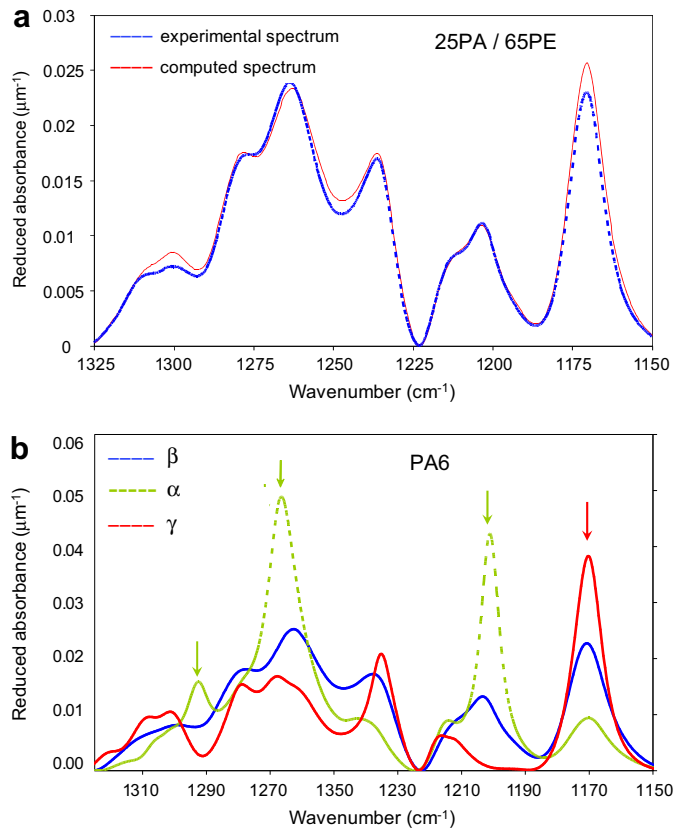 a
0.03
0.025
0.02
0.015
0.01
0.005
0
Reduced absorbance (μm⁻¹)
experimental spectrum
computed spectrum
25PA / 65PE
1325 1300 1275 1250 1225 1200 1175 1150
Wavenumber (cm⁻¹)
b
0.06
0.05
0.04
0.03
0.02
0.01
0.00
Reduced absorbance (μm⁻¹)
β
α
γ
PA6
1310 1290 1270 1250 1230 1210 1190 1170 1150
Wavenumber (cm⁻¹)